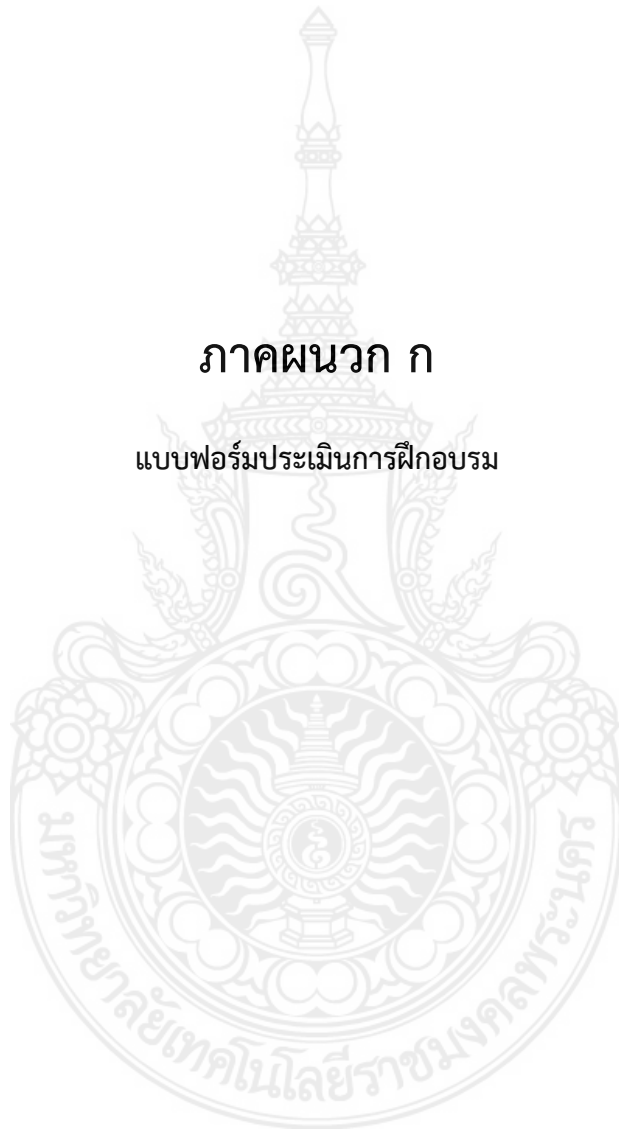 ภาคผนวก ก
แบบฟอร์มประเมินการฝึกอบรม
มหาวิทยาลัยเทคโนโลยีราชมงคลพระนคร